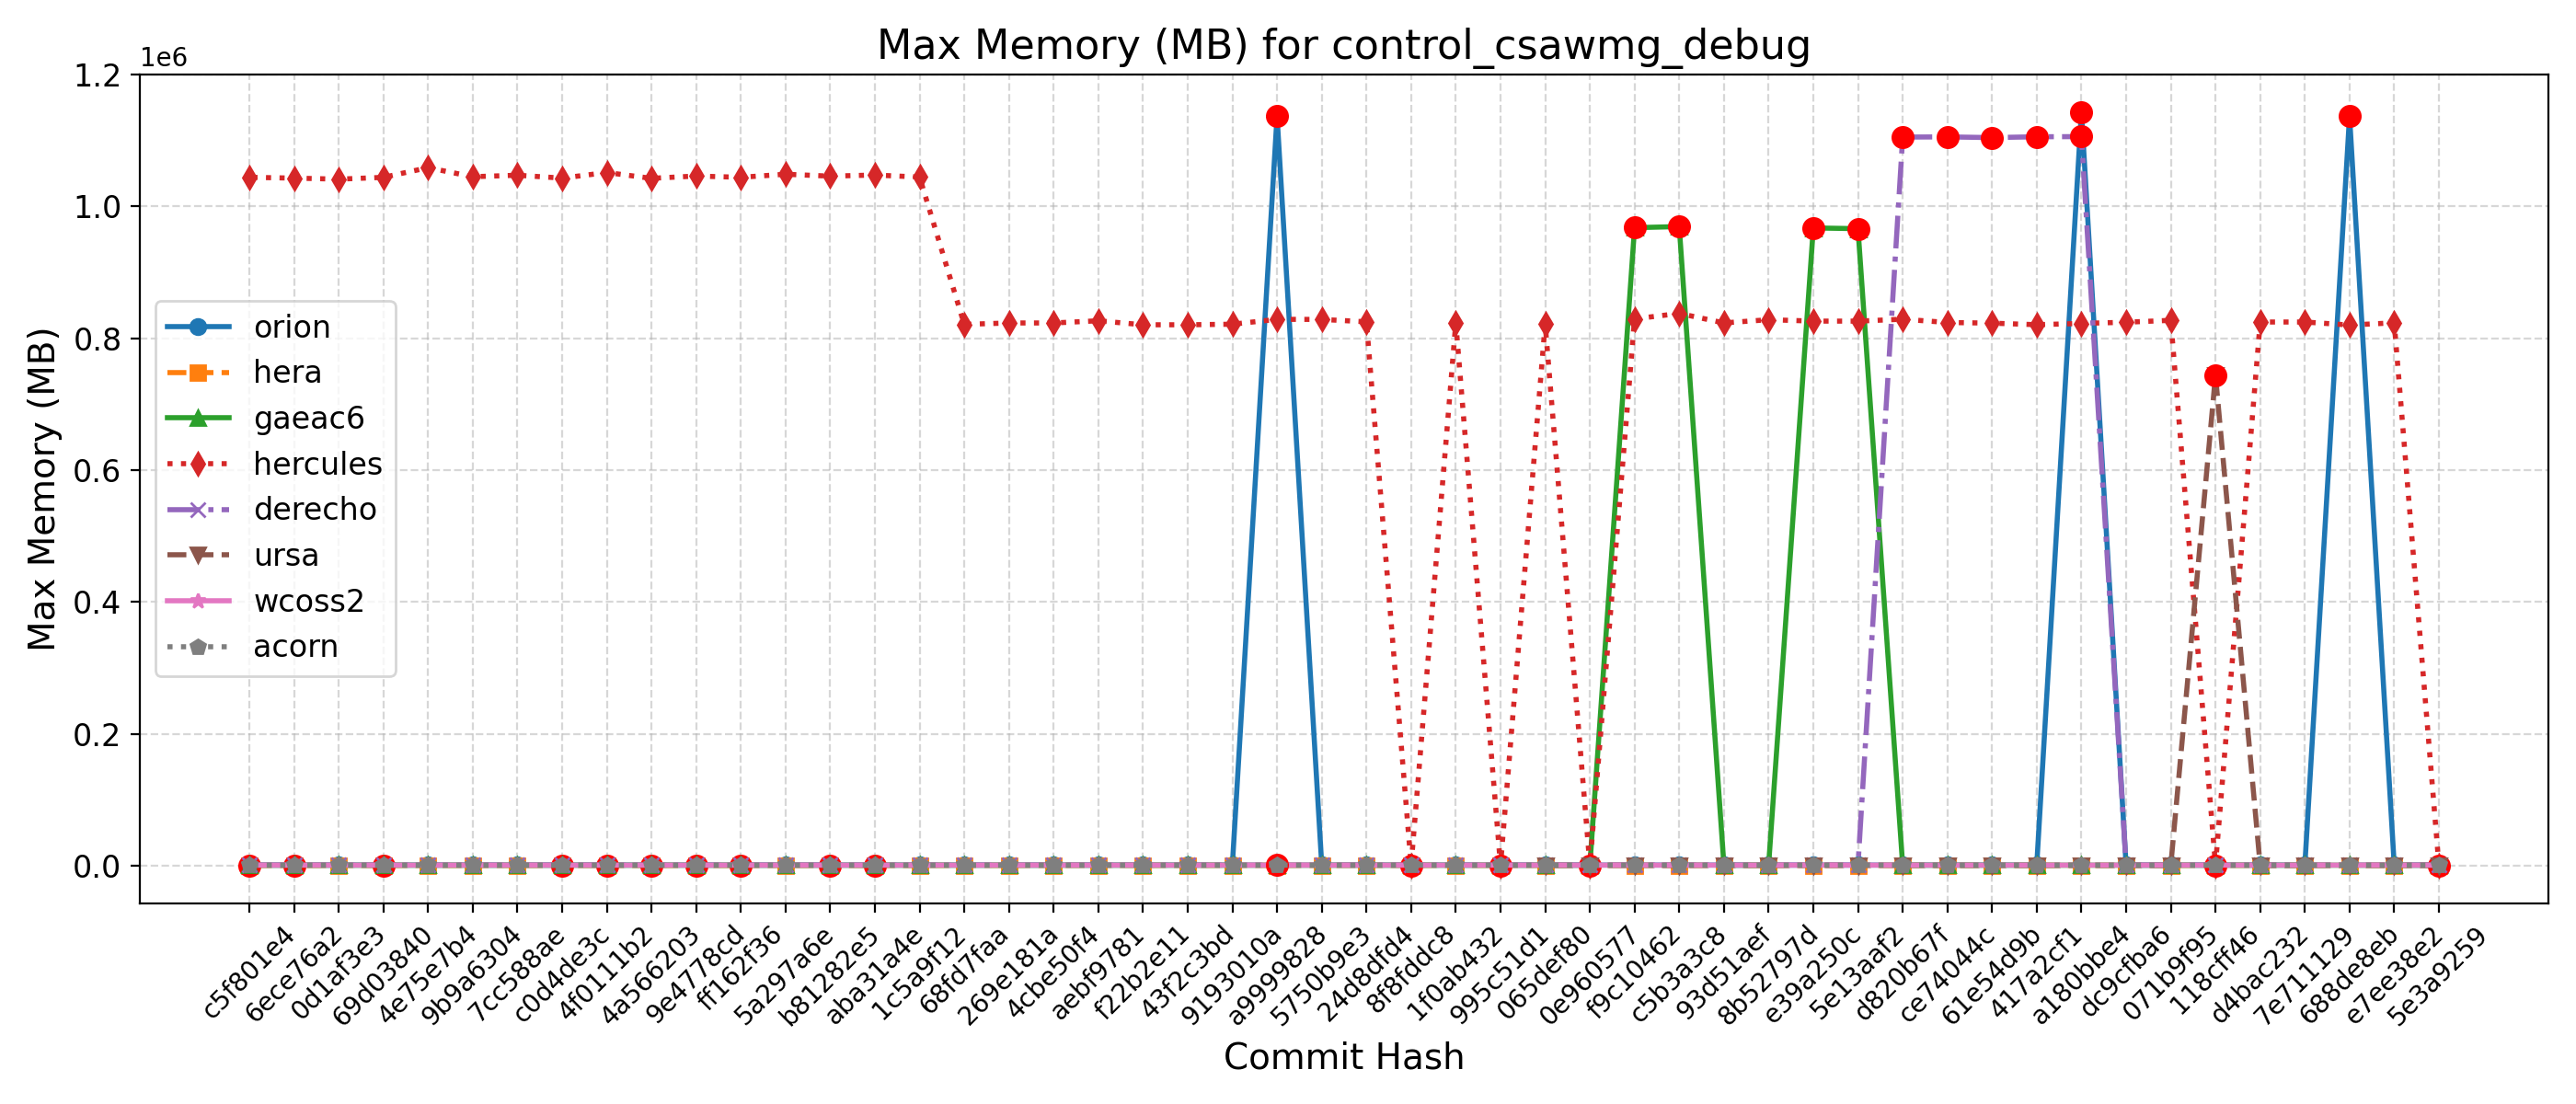 Max Memory (MB) for control_csawmg_debug
1e6
1.2
1.0
0.8
0.6
0.4
0.2
0.0
Max Memory (MB)
orion
hera
gaeac6
hercules
derecho
ursa
wcoss2
acorn
c5f801e4
6ece76a2
0d1af3e3
69d03840
4e75e7b4
9b9a6304
7cc588ae
c0d4de3c
4f0111b2
4a566203
9e4778cd
ff162f36
5a297a6e
b81282e5
aba31a4e
1c5a9f12
68fd7faa
269e181a
4cbe50f4
aebf9781
f22b2e11
43f2c3bd
9193010a
a9999828
5750b9e3
24d8dfd4
8f8fddc8
1f0ab432
995c51d1
065def80
0e960577
f9c10462
c5b3a3c8
93d51aef
8b52797d
e39a250c
5e13aaf2
d820b67f
ce74044c
61e54d9b
417a2cf1
a180bbe4
dc9cfba6
071b9f95
118cff46
d4bac232
7e711129
688de8eb
e7ee38e2
5e3a9259
Commit Hash